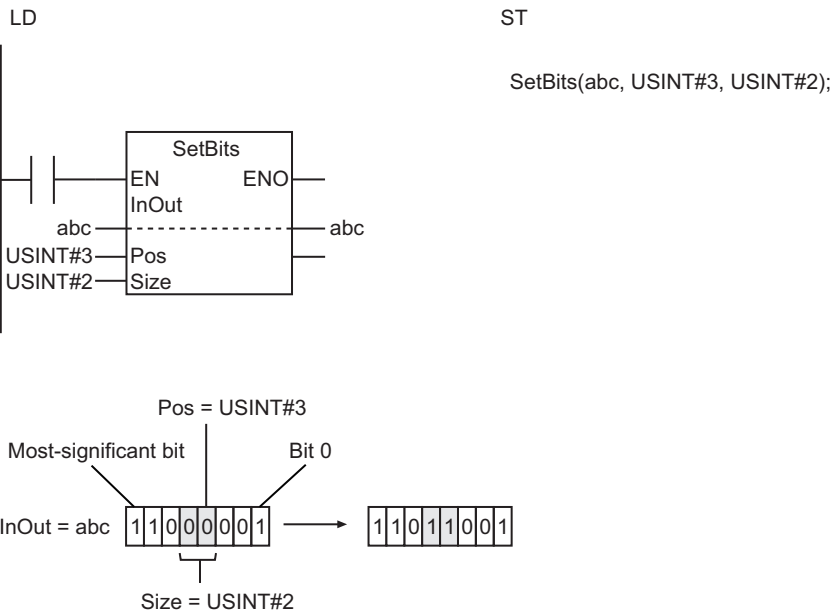 LD ST
SetBits(abc, USINT#3, USINT#2);
SetBits
EN ENO
InOut
abc abc
USINT#3 Pos
USINT#2 Size
Pos = USINT#3
Most-significant bit Bit 0
InOut = abc 1 1 0 0 0 0 0 1 1 1 0 1 1 0 0 1
Size = USINT#2